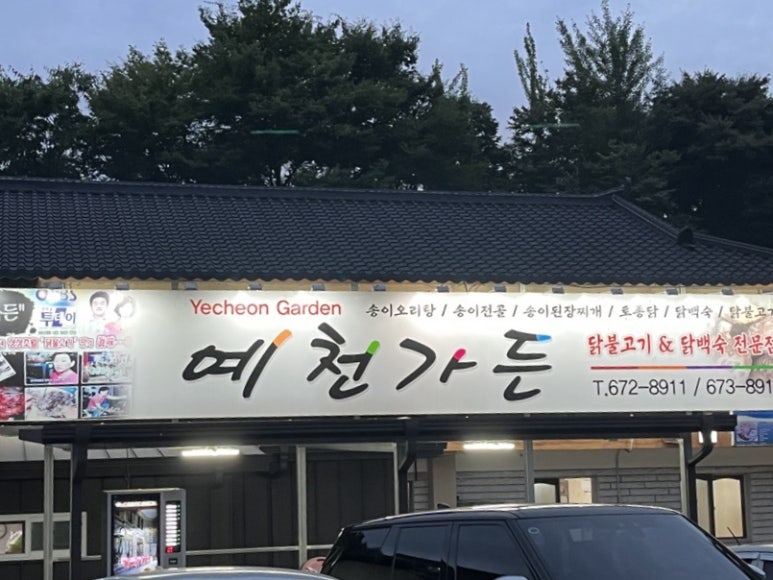 Yecheon Garden
송이오리탕 / 송이전골 / 송이된장찌개 / 토종닭 / 닭백숙 / 닭불고기
예천가든
닭불고기 & 닭백숙 전문점
T.672-8911 / 673-891